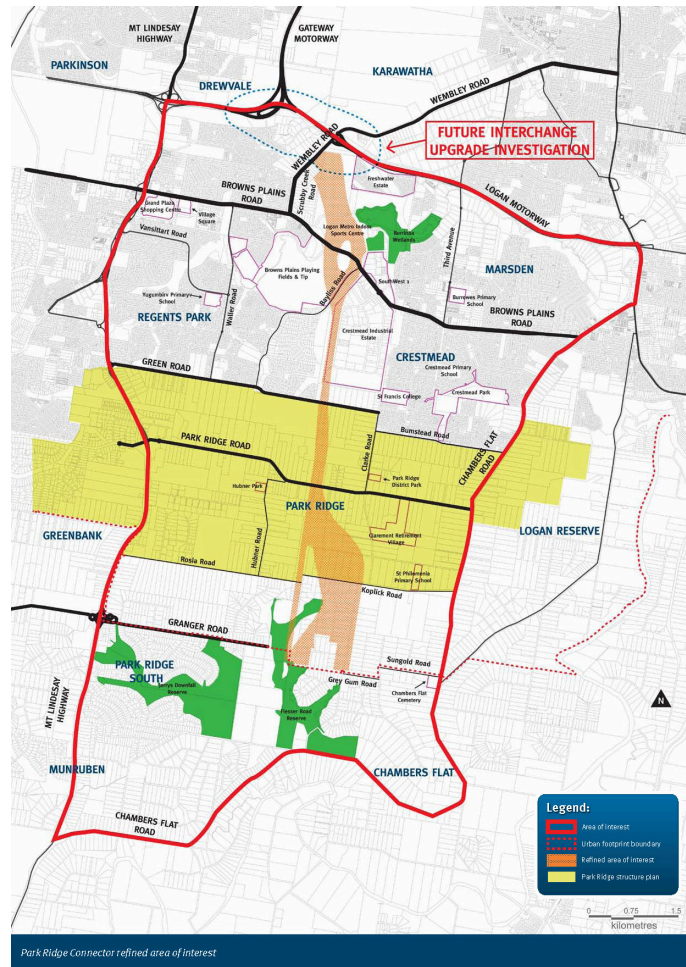 MT LINDESAY
HIGHWAY
GATEWAY
MOTORWAY
PARKINSON
KARAWATHA
DREWVALE
WEMBLEY ROAD
FUTURE INTERCHANGE
UPGRADE INVESTIGATION
WEMBLEY ROAD
Freshwater
Estate
Scrubby Creek
Road
BROWNS PLAINS
ROAD
LOGAN MOTORWAY
Grand Plaza
Shopping Centre
Village
Square
Vansittart Road
Logan Metro Indoor
Sports Centre
Berrinba
Wetlands
Third Avenue
MARSDEN
Browns Plains Playing
Fields & Tip
Bayliss Road
South West 1
Yugumbir Primary
School
Waller Road
Burrowes Primary
School
REGENTS PARK
BROWNS PLAINS
ROAD
Crestmead Industrial
Estate
CRESTMEAD
GREEN ROAD
Crestmead Primary
School
Crestmead Park
St Francis College
Bumstead Road
PARK RIDGE ROAD
Clarke Road
CHAMBERS FLAT
ROAD
Hubner Park
Park Ridge
District Park
PARK RIDGE
GREENBANK
LOGAN RESERVE
Hubner Road
Claremont Retirement
Village
Rosia Road
St Philomena
Primary School
Koplick Road
GRANGER ROAD
PARK RIDGE
SOUTH
Sungold Road
Grey Gum Road
Jerrys Downfall
Reserve
Chambers Flat
Cemetery
Flesser Road
Reserve
MT LINDESAY
HIGHWAY
N
MUNRUBEN
CHAMBERS FLAT
CHAMBERS FLAT
ROAD
Legend:
Area of interest
Urban footprint boundary
Refined area of interest
Park Ridge structure plan
0 0.75 1.5
kilometres
Park Ridge Connector refined area of interest